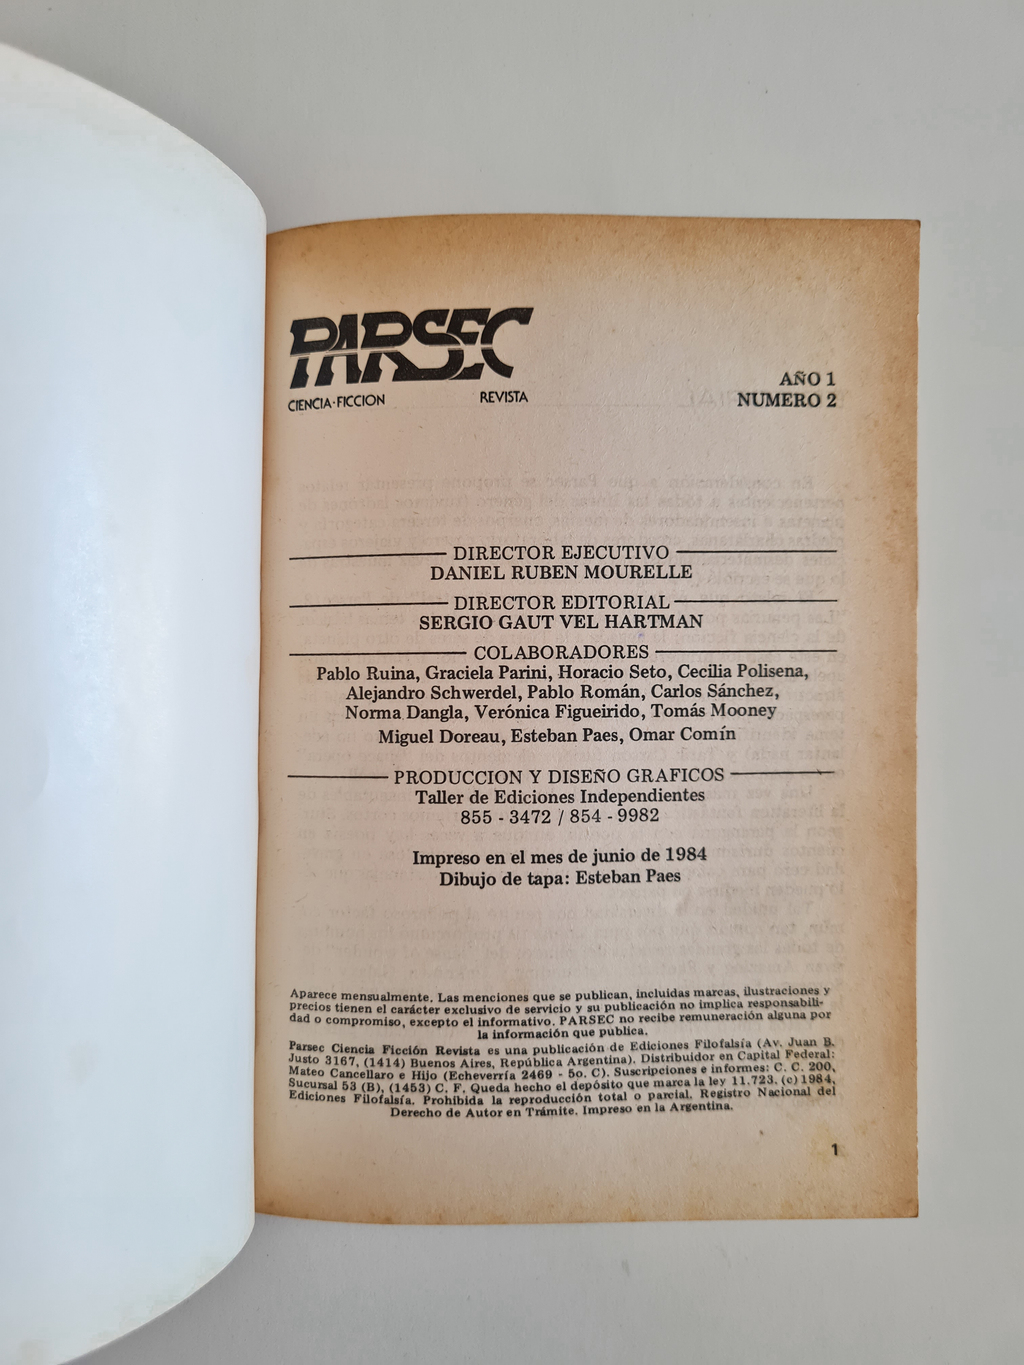 PARSEC
CIENCIA-FICCION REVISTA
AÑO 1
NUMERO 2
DIRECTOR EJECUTIVO
DANIEL RUBEN MOURELLE
DIRECTOR EDITORIAL
SERGIO GAUT VEL HARTMAN
COLABORADORES
Pablo Ruina, Graciela Parini, Horacio Seto, Cecilia Polisena,
Alejandro Schwerdel, Pablo Román, Carlos Sánchez,
Norma Dangla, Verónica Figueirido, Tomás Mooney
Miguel Doreau, Esteban Paes, Omar Comín
PRODUCCION Y DISEÑO GRAFICOS
Taller de Ediciones Independientes
855 - 3472 / 854 - 9982
Impreso en el mes de junio de 1984
Dibujo de tapa: Esteban Paes
Aparece mensualmente. Las menciones que se publican, incluidas marcas, ilustraciones y
precios tienen el carácter exclusivo de servicio y su publicación no implica responsabili-
dad o compromiso, excepto el informativo. PARSEC no recibe remuneración alguna por
la información que publica.
Parsec Ciencia Ficción Revista es una publicación de Ediciones Filofalsía (Av. Juan B.
Justo 3167, (1414) Buenos Aires, República Argentina). Distribuidor en Capital Federal:
Mateo Cancellaro e Hijo (Echeverría 2469 - 5o. C). Suscripciones e informes: C. C. 200,
Sucursal 53 (B), (1453) C. F. Queda hecho el depósito que marca la ley 11.723. (c) 1984,
Ediciones Filofalsía. Prohibida la reproducción total o parcial. Registro Nacional del
Derecho de Autor en Trámite. Impreso en la Argentina.
1